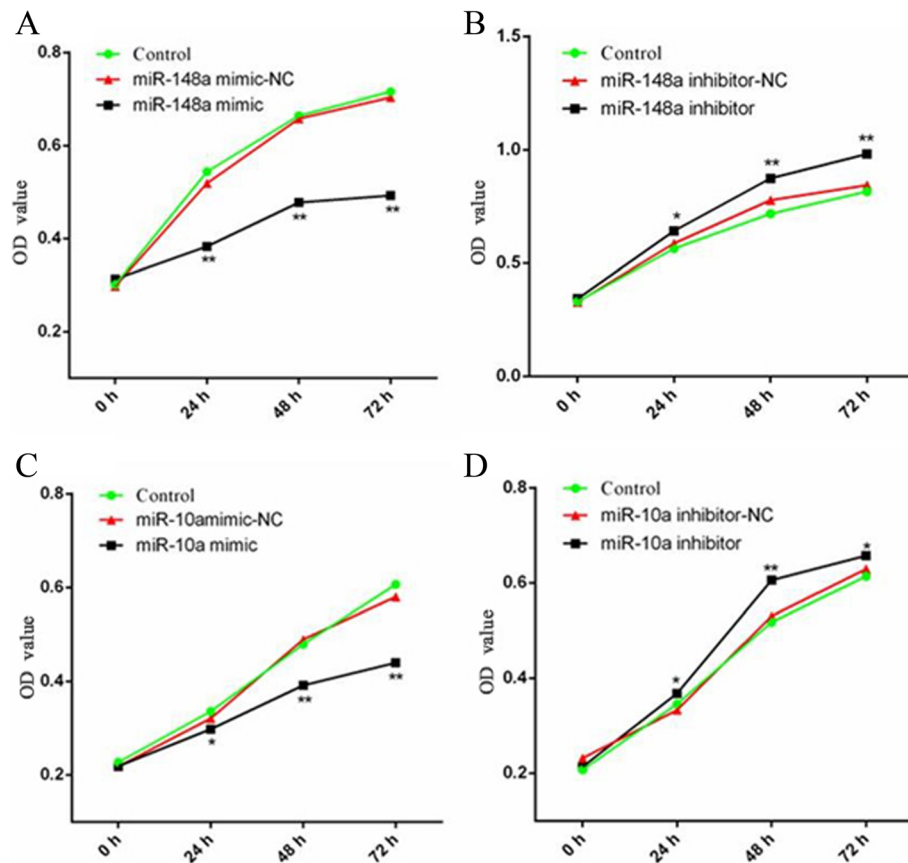 A
0.8
0.6
0.4
0.2
OD value
Control
miR-148a mimic-NC
miR-148a mimic
**
**
**
0 h
24 h
48 h
72 h
B
1.5
1.0
0.5
0.0
OD value
Control
miR-148a inhibitor-NC
miR-148a inhibitor
*
**
**
0 h
24 h
48 h
72 h
C
0.8
0.6
0.4
0.2
OD value
Control
miR-10amimic-NC
miR-10a mimic
*
**
**
0 h
24 h
48 h
72 h
D
0.8
0.6
0.4
0.2
OD value
Control
miR-10a inhibitor-NC
miR-10a inhibitor
*
**
*
0 h
24 h
48 h
72 h